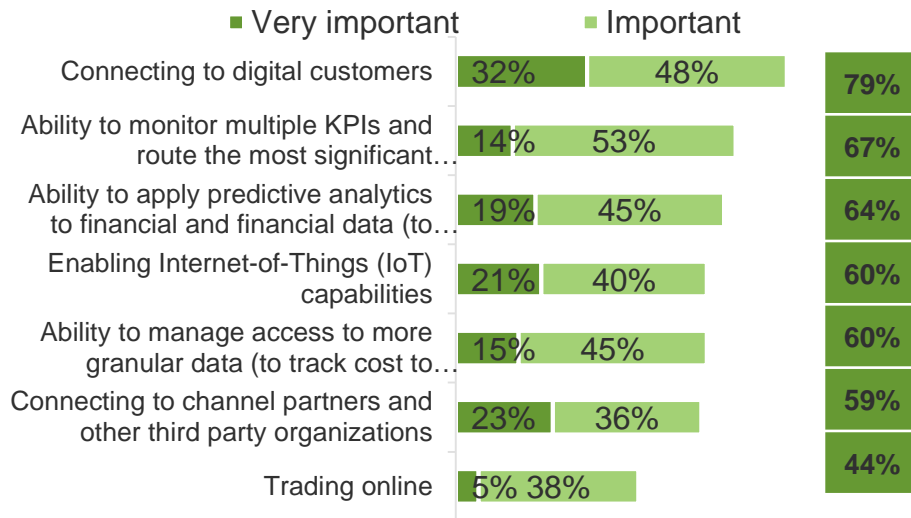 Very important Important
Connecting to digital customers 32% 48% 79%
Ability to monitor multiple KPIs and
route the most significant… 14% 53% 67%
Ability to apply predictive analytics
to financial and financial data (to… 19% 45% 64%
Enabling Internet-of-Things (IoT)
capabilities 21% 40% 60%
Ability to manage access to more
granular data (to track cost to… 15% 45% 60%
Connecting to channel partners and
other third party organizations 23% 36% 59%
Trading online 5% 38% 44%